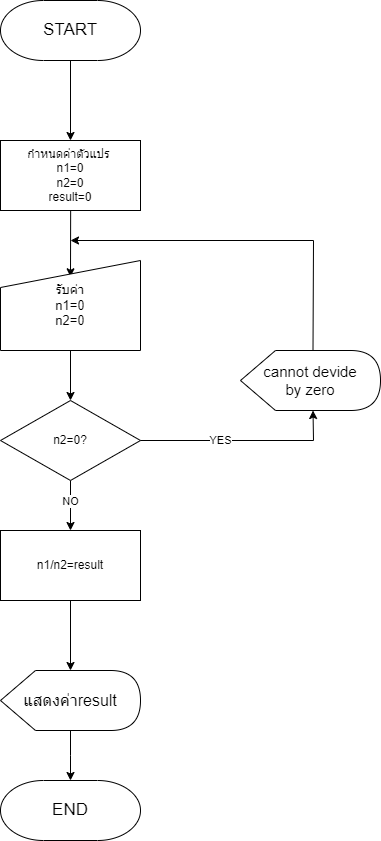 START
กำหนดค่าตัวแปร
n1=0
n2=0
result=0
รับค่า
n1=0
n2=0
cannot devide
by zero
n2=0?
YES
NO
n1/n2=result
แสดงค่าresult
END